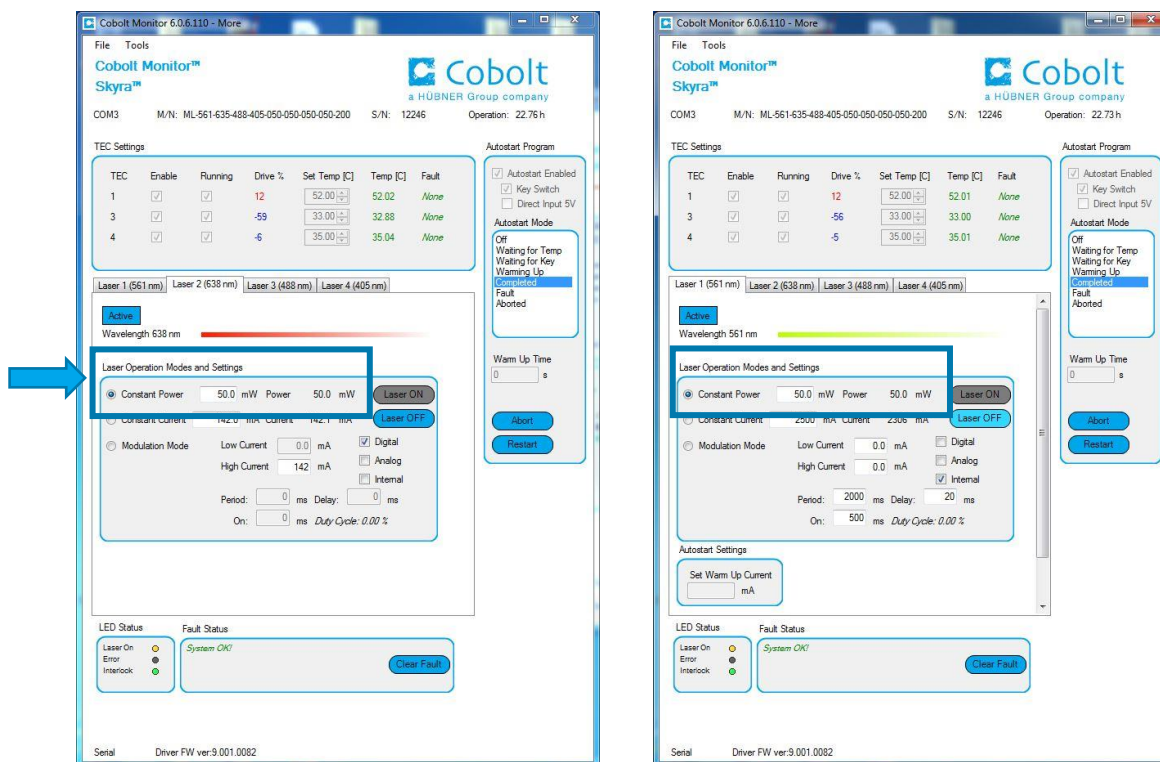 Cobolt Monitor 6.0.6.110 - More
File Tools
Cobolt Monitor™
Skyra™
Cobolt
a HÜBNER Group company
COM3 M/N: ML-561-635-488-405-050-050-050-050-200 S/N: 12246 Operation: 22.76 h
TEC Settings
TEC Enable Running Drive % Set Temp [C] Temp [C] Fault
1 12 52.00 52.02 None
3 -59 33.00 32.88 None
4 -6 35.00 35.04 None
Autostart Program
Autostart Enabled
Key Switch
Direct Input 5V
Autostart Mode
Off
Waiting for Temp
Waiting for Key
Warming Up
Completed
Fault
Aborted
Warm Up Time
0 s
Abort
Restart
Laser 1 (561 nm) Laser 2 (638 nm) Laser 3 (488 nm) Laser 4 (405 nm)
Active
Wavelength 638 nm
Laser Operation Modes and Settings
Constant Power 50.0 mW Power 50.0 mW Laser ON
Constant Current 142.0 mA Current 142.1 mA Laser OFF
Modulation Mode Low Current 0.0 mA Digital
High Current 142 mA Analog
Internal
Period: 0 ms Delay: 0 ms
On: 0 ms Duty Cycle: 0.00 %
LED Status
Laser On
Error
Interlock
Fault Status
System OK!
Clear Fault
Serial Driver FW ver:9.001.0082
Cobolt Monitor 6.0.6.110 - More
File Tools
Cobolt Monitor™
Skyra™
Cobolt
a HÜBNER Group company
COM3 M/N: ML-561-635-488-405-050-050-050-050-200 S/N: 12246 Operation: 22.73 h
TEC Settings
TEC Enable Running Drive % Set Temp [C] Temp [C] Fault
1 12 52.00 52.01 None
3 -56 33.00 33.00 None
4 -5 35.00 35.01 None
Autostart Program
Autostart Enabled
Key Switch
Direct Input 5V
Autostart Mode
Off
Waiting for Temp
Waiting for Key
Warming Up
Completed
Fault
Aborted
Warm Up Time
0 s
Abort
Restart
Laser 1 (561 nm) Laser 2 (638 nm) Laser 3 (488 nm) Laser 4 (405 nm)
Active
Wavelength 561 nm
Laser Operation Modes and Settings
Constant Power 50.0 mW Power 50.0 mW Laser ON
Constant Current 2500 mA Current 2306 mA Laser OFF
Modulation Mode Low Current 0.0 mA Digital
High Current 0.0 mA Analog
Internal
Period: 2000 ms Delay: 20 ms
On: 500 ms Duty Cycle: 0.00 %
Autostart Settings
Set Warm Up Current
mA
LED Status
Laser On
Error
Interlock
Fault Status
System OK!
Clear Fault
Serial Driver FW ver:9.001.0082